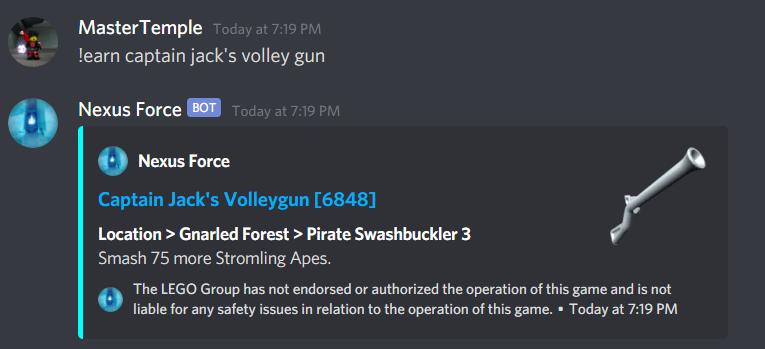 MasterTemple Today at 7:19 PM
!earn captain jack's volley gun
Nexus Force BOT Today at 7:19 PM
Nexus Force
Captain Jack's Volleygun [6848]
Location > Gnarled Forest > Pirate Swashbuckler 3
Smash 75 more Stromling Apes.
The LEGO Group has not endorsed or authorized the operation of this game and is not
liable for any safety issues in relation to the operation of this game. • Today at 7:19 PM